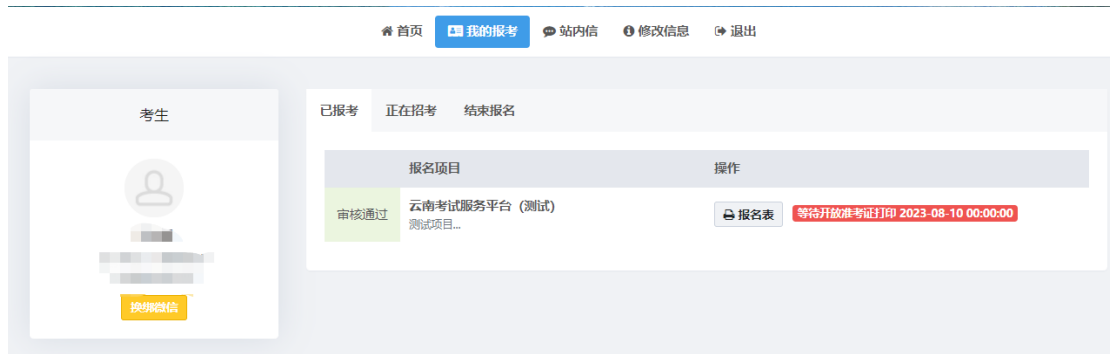 首页 我的报考 站内信 修改信息 退出
考生
换绑微信
已报考 正在招考 结束报名
报名项目 操作
审核通过 云南考试服务平台（测试） 报名表 等待开放准考证打印 2023-08-10 00:00:00
测试项目...